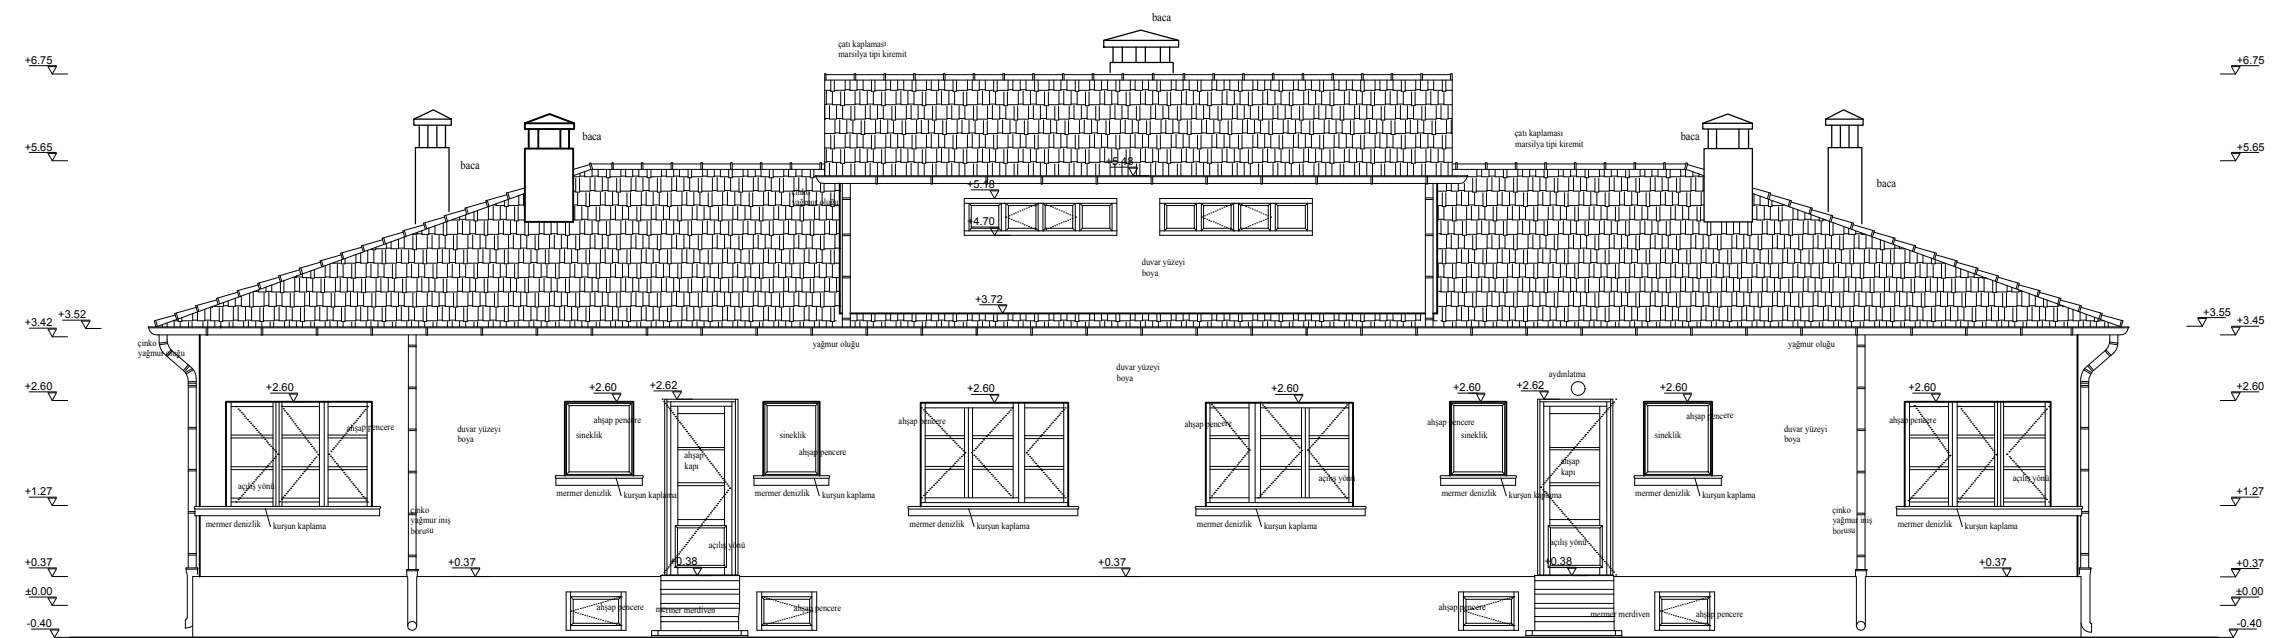 baca
çatı kaplaması
marsilya tipi kiremit
+6.75
+6.75
baca
çatı kaplaması
marsilya tipi kiremit
baca
+5.65
baca
+5.48
+5.65
baca
+5.18
çinko
yağmur oluğu
+4.70
duvar yüzeyi
boya
+3.72
+3.42
+3.52
+3.55
+3.45
çinko
yağmur oluğu
yağmur oluğu
yağmur oluğu
duvar yüzeyi
boya
aydınlatma
+2.60
+2.60
+2.60
+2.62
+2.60
+2.60
+2.60
+2.62
+2.60
+2.60
+2.60
ahşap pencere
duvar yüzeyi
boya
ahşap pencere
sineklik
sineklik
ahşap pencere
ahşap
kapı
ahşap pencere
ahşap pencere
ahşap pencere
sineklik
ahşap
kapı
ahşap pencere
sineklik
duvar yüzeyi
boya
ahşap pencere
açılış yönü
açılış yönü
açılış yönü
+1.27
mermer denizlik
kurşun kaplama
mermer denizlik
kurşun kaplama
mermer denizlik
kurşun kaplama
mermer denizlik
kurşun kaplama
+1.27
mermer denizlik
kurşun kaplama
mermer denizlik
kurşun kaplama
mermer denizlik
kurşun kaplama
mermer denizlik
kurşun kaplama
çinko
yağmur iniş
borusu
çinko
yağmur iniş
borusu
açılış yönü
açılış yönü
+0.37
+0.37
+0.38
+0.37
+0.38
+0.37
+0.37
±0.00
±0.00
ahşap pencere
mermer merdiven
ahşap pencere
ahşap pencere
mermer merdiven
ahşap pencere
-0.40
-0.40